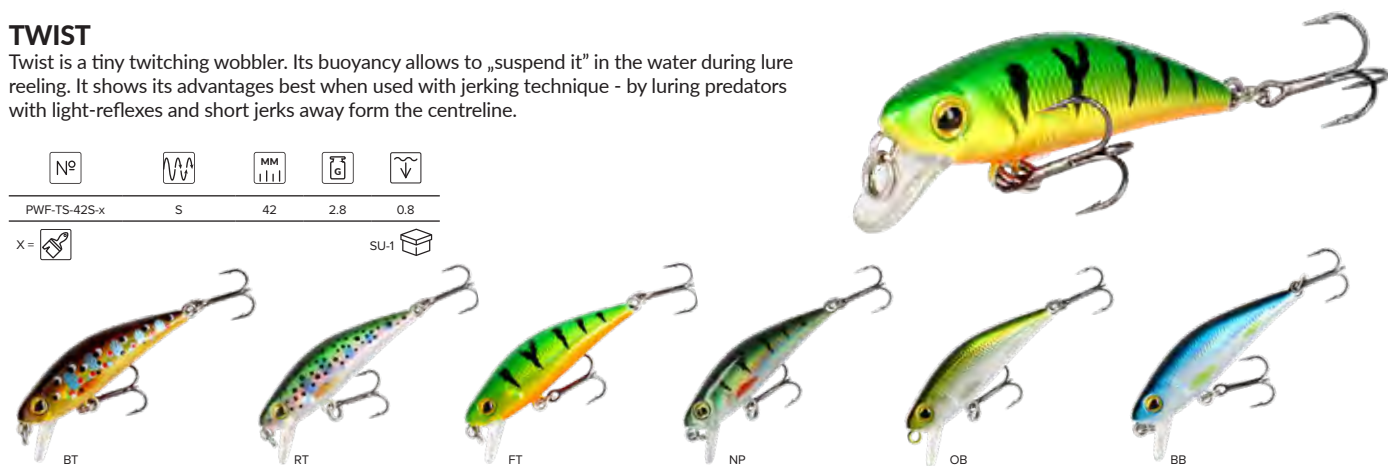 TWIST
Twist is a tiny twitching wobbler. Its buoyancy allows to „suspend it” in the water during lure
reeling. It shows its advantages best when used with jerking technique - by luring predators
with light-reflexes and short jerks away form the centreline.
Nº MM G
PWF-TS-42S-x S 42 2.8 0.8
X = SU-1
BT RT FT NP OB BB